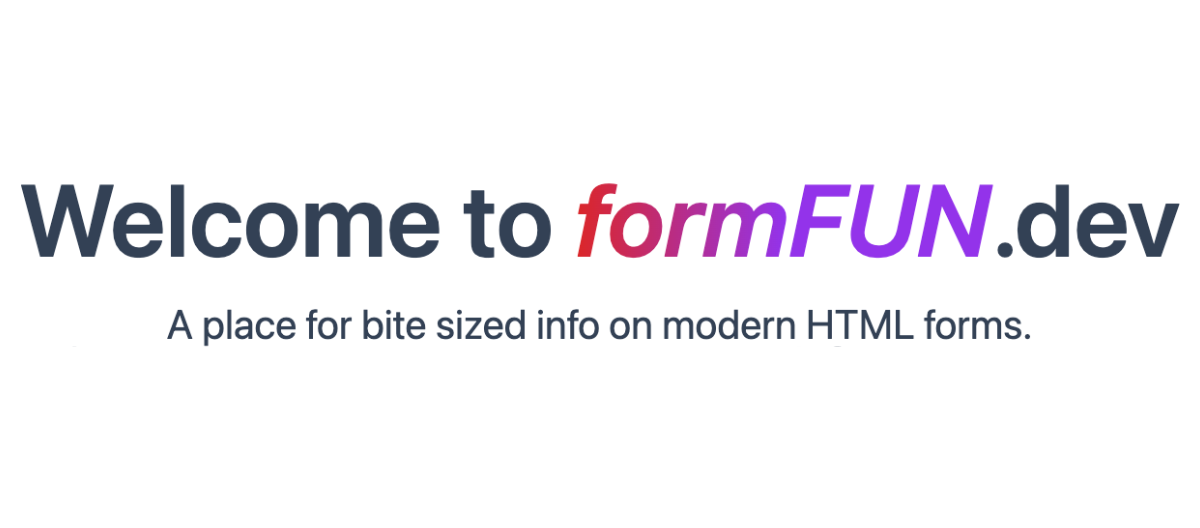 Welcome to formFUN.dev
A place for bite sized info on modern HTML forms.